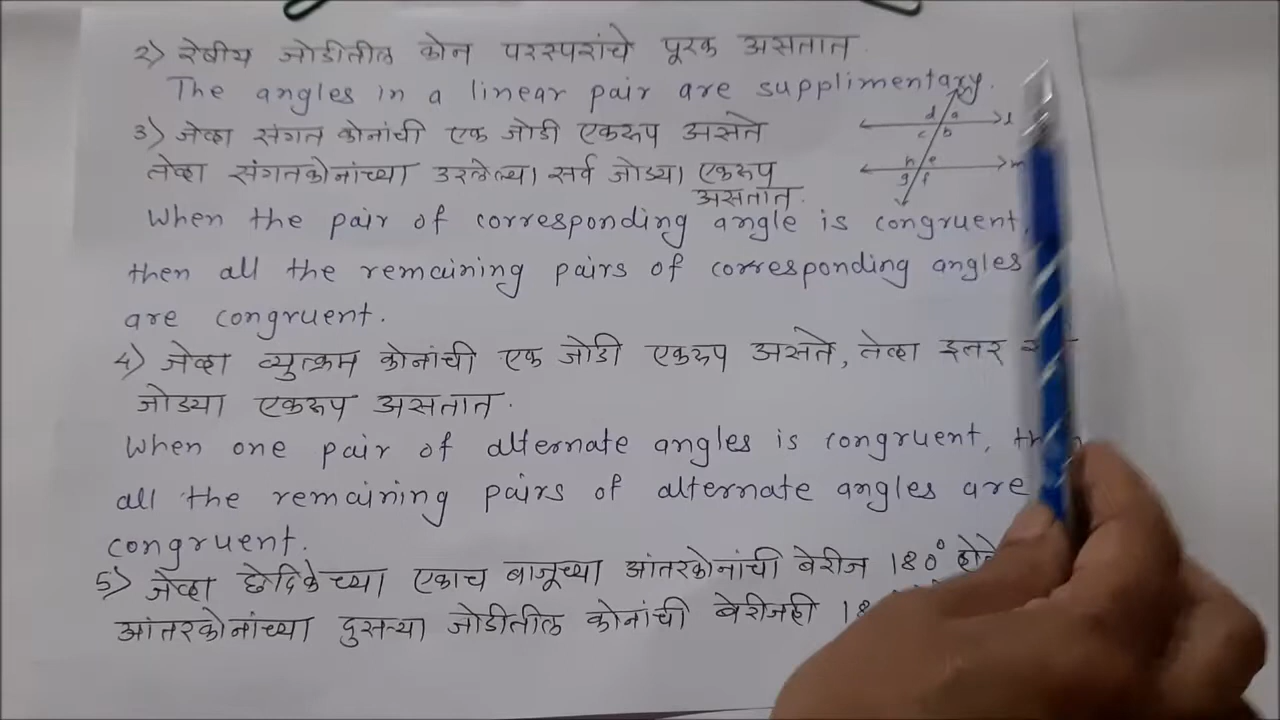 2) रेषीय जोडीतील कोन परस्परांचे पूरक असतात.
The angles in a linear pair are supplimentary.
3) जेव्हा संगत कोनांची एक जोडी एकरुप असते
तेव्हा संगतकोनांच्या उरलेल्या सर्व जोड्या एकरुप
असतात.
When the pair of corresponding angle is congruent,
then all the remaining pairs of corresponding angles
are congruent.
4) जेव्हा व्युत्क्रम कोनांची एक जोडी एकरुप असते, तेव्हा इतर
जोड्या एकरुप असतात.
When one pair of alternate angles is congruent,
all the remaining pairs of alternate angles are
congruent.
5) जेव्हा छेदिकेच्या एकाच बाजूच्या आंतरकोनांची बेरीज 180°
आंतरकोनांच्या दुसऱ्या जोडीतील कोनांची बेरीजही
d a l
c b
h e m
g f